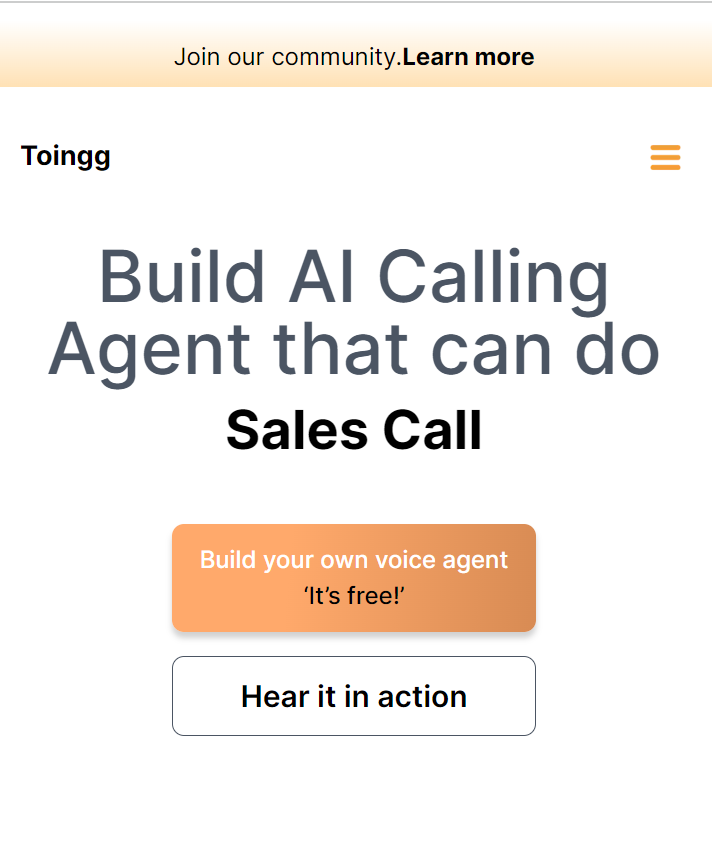 Join our community.Learn more
Toingg
Build AI Calling
Agent that can do
Sales Call
Build your own voice agent
‘It’s free!’
Hear it in action